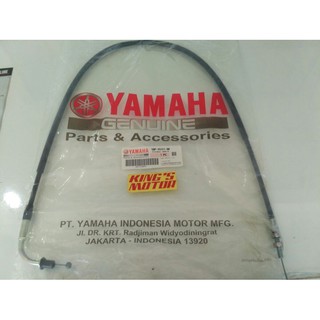 YAMAHA
GENUINE
Parts & Accessories
YAMAHA
KING'S
MOTOR
PT. YAMAHA INDONESIA MOTOR MFG.
Jl. DR. KRT. Radjiman Widyodiningrat
JAKARTA - INDONESIA 13920